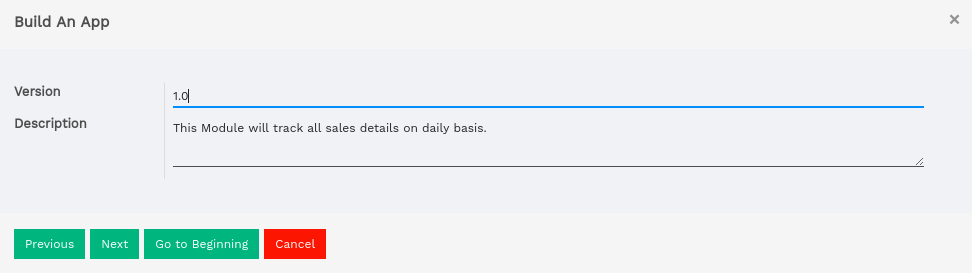 Build An App
×
Version
1.0
Description
This Module will track all sales details on daily basis.
Previous
Next
Go to Beginning
Cancel